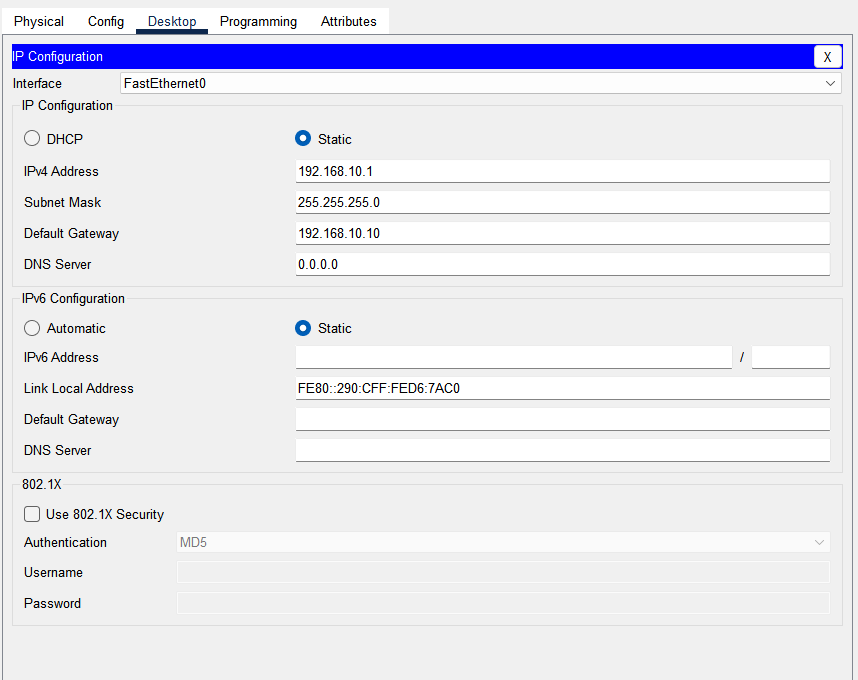 Physical Config Desktop Programming Attributes
IP Configuration X
Interface FastEthernet0
IP Configuration
DHCP Static
IPv4 Address 192.168.10.1
Subnet Mask 255.255.255.0
Default Gateway 192.168.10.10
DNS Server 0.0.0.0
IPv6 Configuration
Automatic Static
IPv6 Address /
Link Local Address FE80::290:CFF:FED6:7AC0
Default Gateway
DNS Server
802.1X
Use 802.1X Security
Authentication MD5
Username
Password